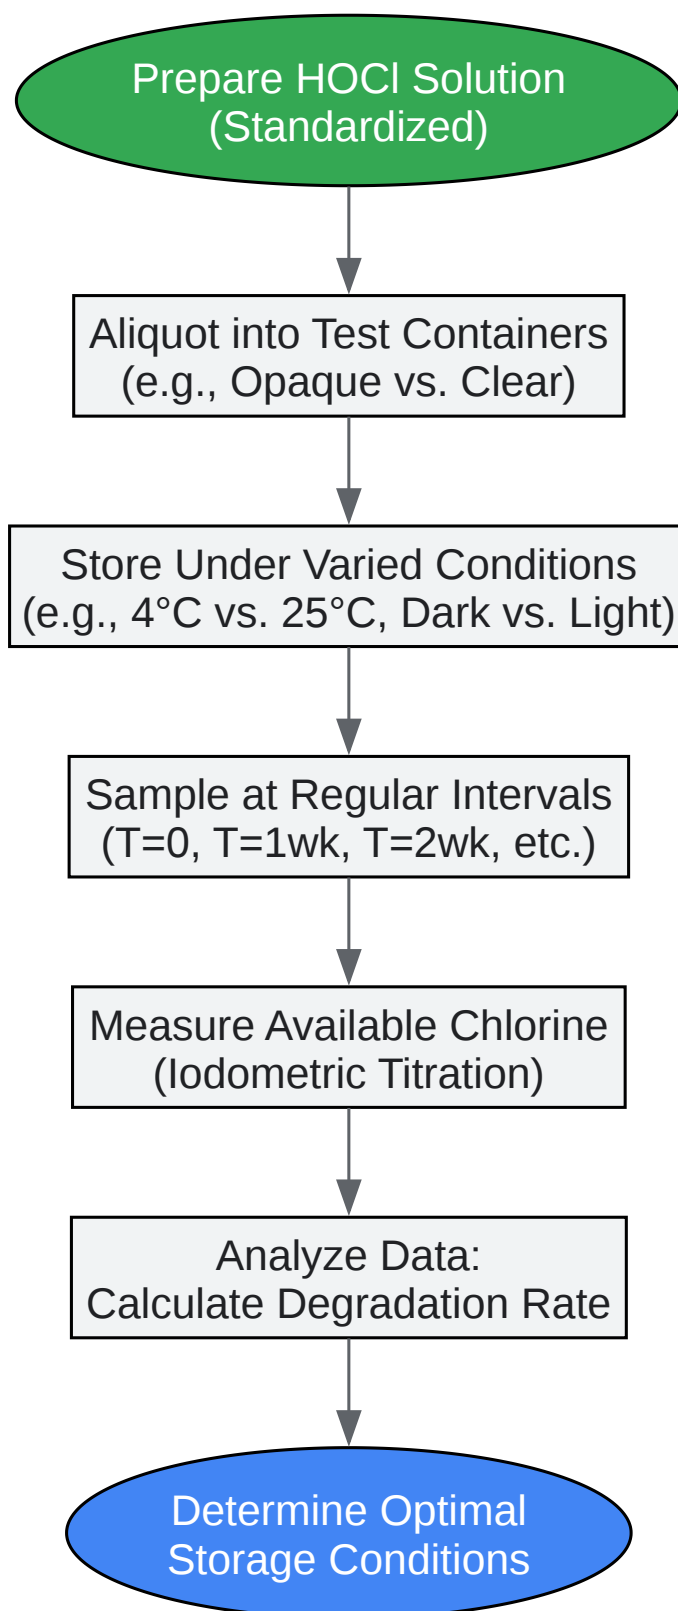 Prepare HOCl Solution
(Standardized)
Aliquot into Test Containers
(e.g., Opaque vs. Clear)
Store Under Varied Conditions
(e.g., 4°C vs. 25°C, Dark vs. Light)
Sample at Regular Intervals
(T=0, T=1wk, T=2wk, etc.)
Measure Available Chlorine
(Iodometric Titration)
Analyze Data:
Calculate Degradation Rate
Determine Optimal
Storage Conditions